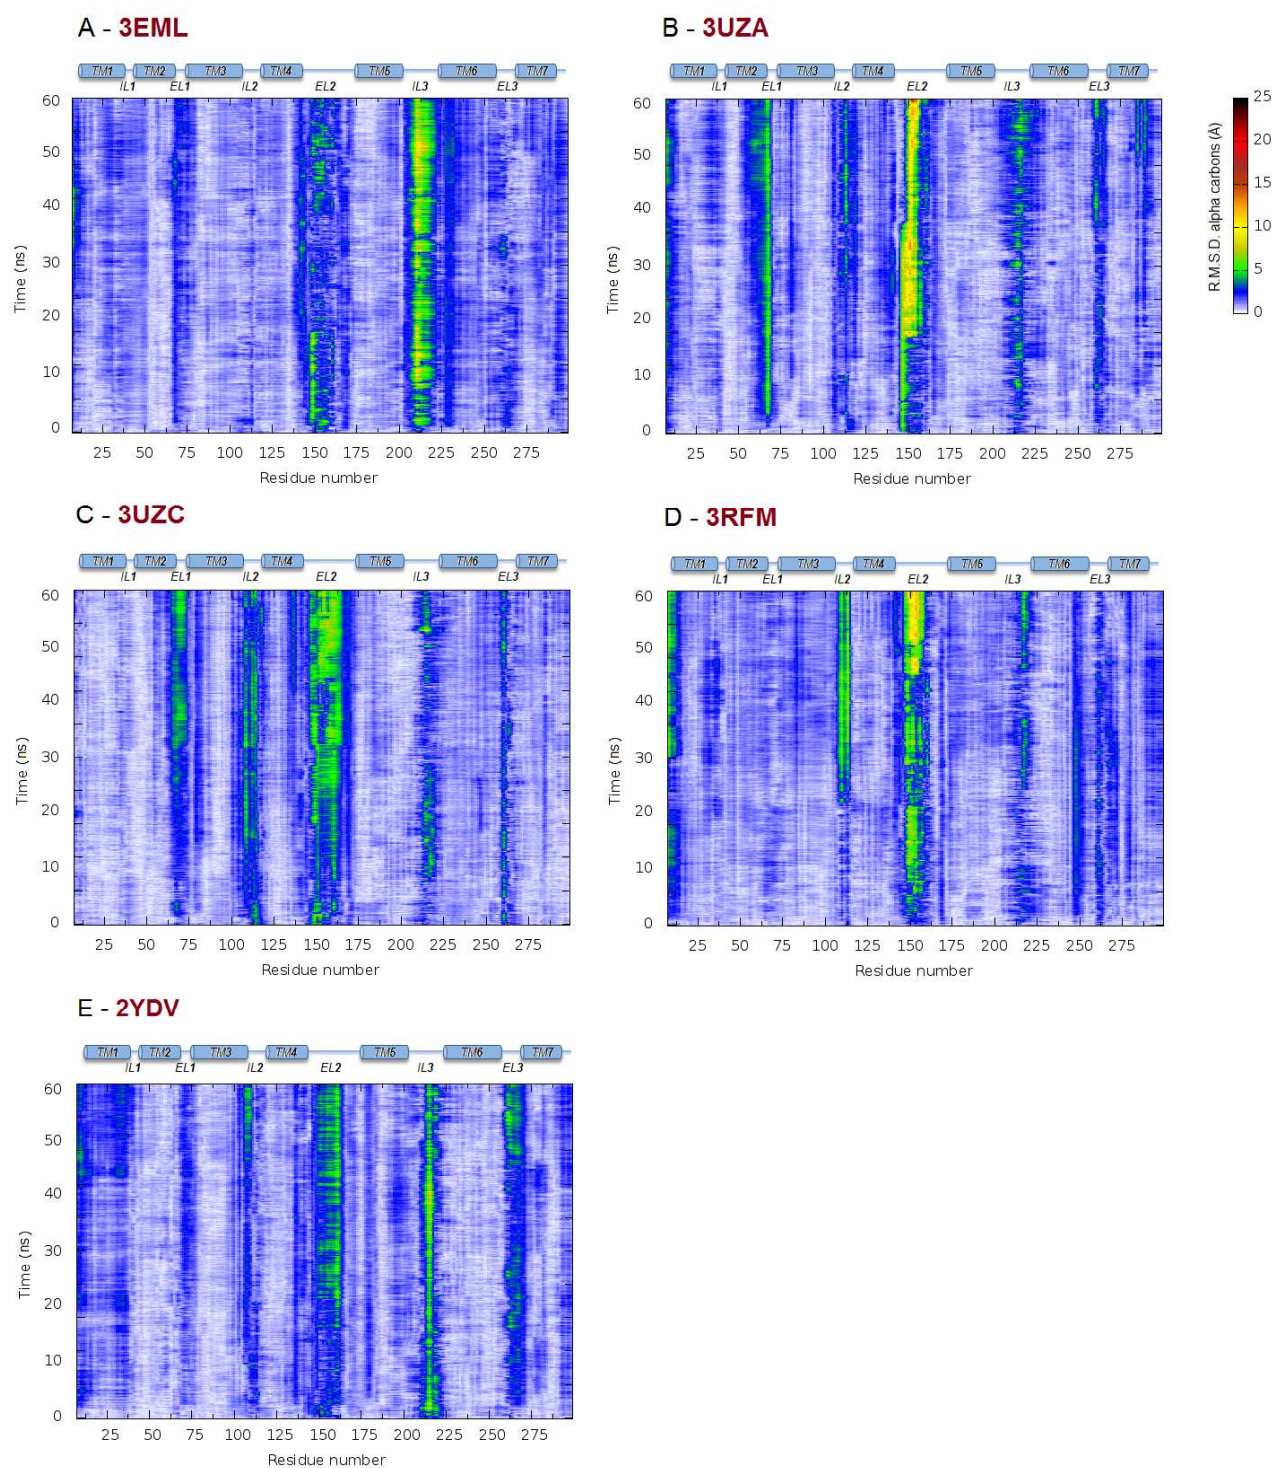 A - 3EML
TM1 TM2 TM3 TM4 TM5 TM6 TM7
IL1 EL1 IL2 EL2 IL3 EL3
60
50
40
30
20
10
0
Time (ns)
25 50 75 100 125 150 175 200 225 250 275
Residue number
B - 3UZA
TM1 TM2 TM3 TM4 TM5 TM6 TM7
IL1 EL1 IL2 EL2 IL3 EL3
60
50
40
30
20
10
0
Time (ns)
25 50 75 100 125 150 175 200 225 250 275
Residue number
25
20
15
10
5
0
R.M.S.D. alpha carbons (Å)
C - 3UZC
TM1 TM2 TM3 TM4 TM5 TM6 TM7
IL1 EL1 IL2 EL2 IL3 EL3
60
50
40
30
20
10
0
Time (ns)
25 50 75 100 125 150 175 200 225 250 275
Residue number
D - 3RFM
TM1 TM2 TM3 TM4 TM5 TM6 TM7
IL1 EL1 IL2 EL2 IL3 EL3
60
50
40
30
20
10
0
Time (ns)
25 50 75 100 125 150 175 200 225 250 275
Residue number
E - 2YDV
TM1 TM2 TM3 TM4 TM5 TM6 TM7
IL1 EL1 IL2 EL2 IL3 EL3
60
50
40
30
20
10
0
Time (ns)
25 50 75 100 125 150 175 200 225 250 275
Residue number